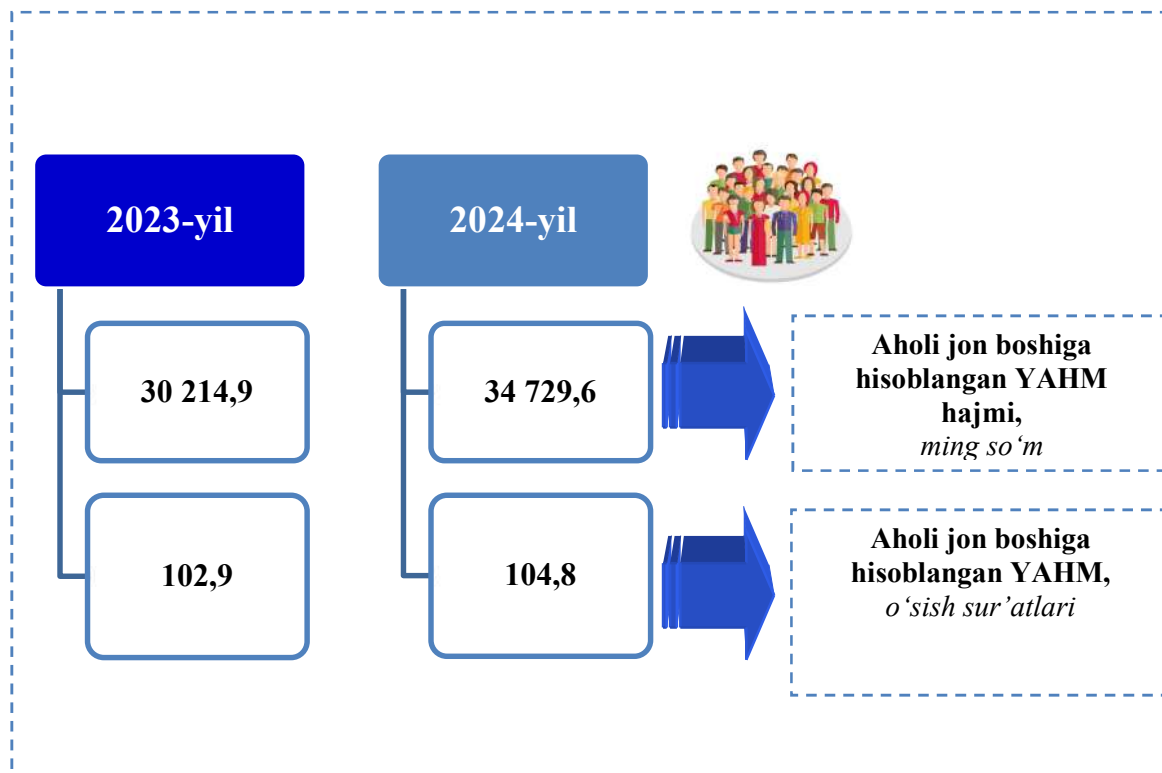 2023-yil
2024-yil
30 214,9
34 729,6
Aholi jon boshiga
hisoblangan YAHM
hajmi,
ming so‘m
102,9
104,8
Aholi jon boshiga
hisoblangan YAHM,
o‘sish sur’atlari